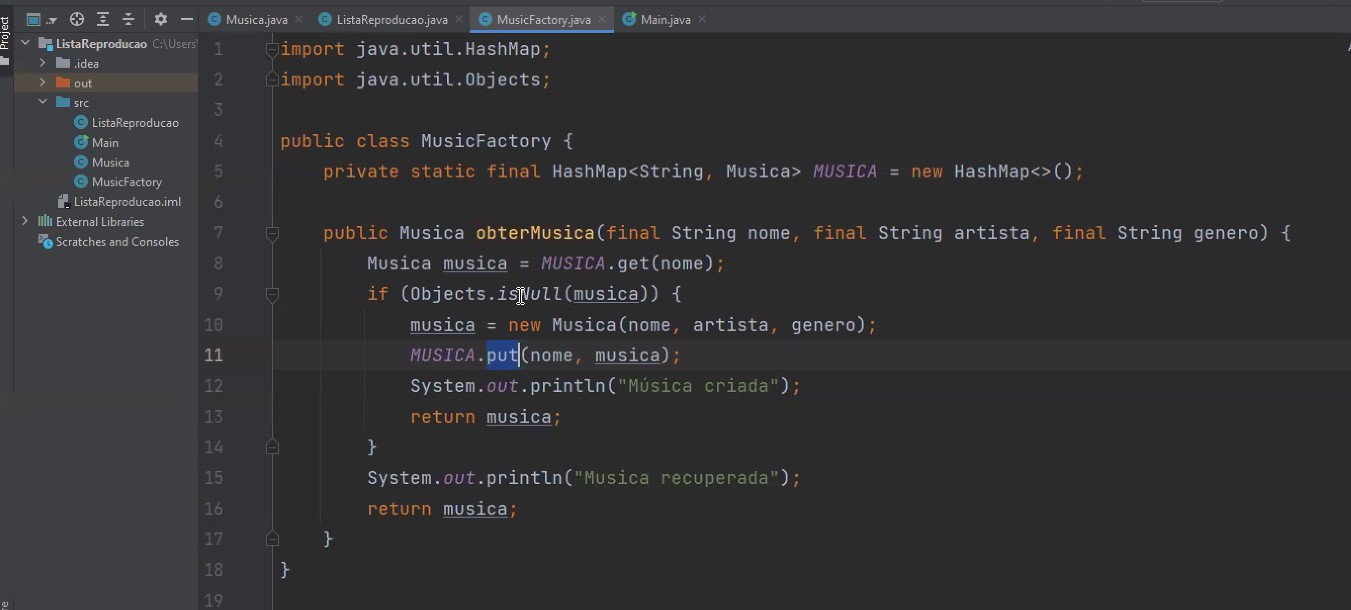 Project
Musica.java
ListaReproducao.java
MusicFactory.java
Main.java
ListaReproducao C:\Users
.idea
out
src
ListaReproducao
Main
Musica
MusicFactory
ListaReproducao.iml
External Libraries
Scratches and Consoles
1 import java.util.HashMap;
2 import java.util.Objects;
3
4 public class MusicFactory {
5 private static final HashMap<String, Musica> MUSICA = new HashMap<>();
6
7 public Musica obterMusica(final String nome, final String artista, final String genero) {
8 Musica musica = MUSICA.get(nome);
9 if (Objects.isNull(musica)) {
10 musica = new Musica(nome, artista, genero);
11 MUSICA.put(nome, musica);
12 System.out.println("Música criada");
13 return musica;
14 }
15 System.out.println("Musica recuperada");
16 return musica;
17 }
18 }
19